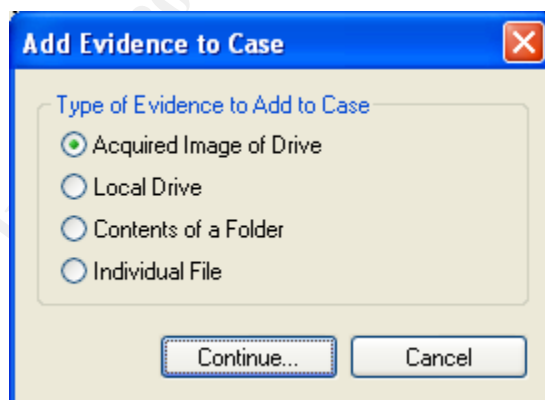 Add Evidence to Case
Type of Evidence to Add to Case
Acquired Image of Drive
Local Drive
Contents of a Folder
Individual File
Continue...
Cancel